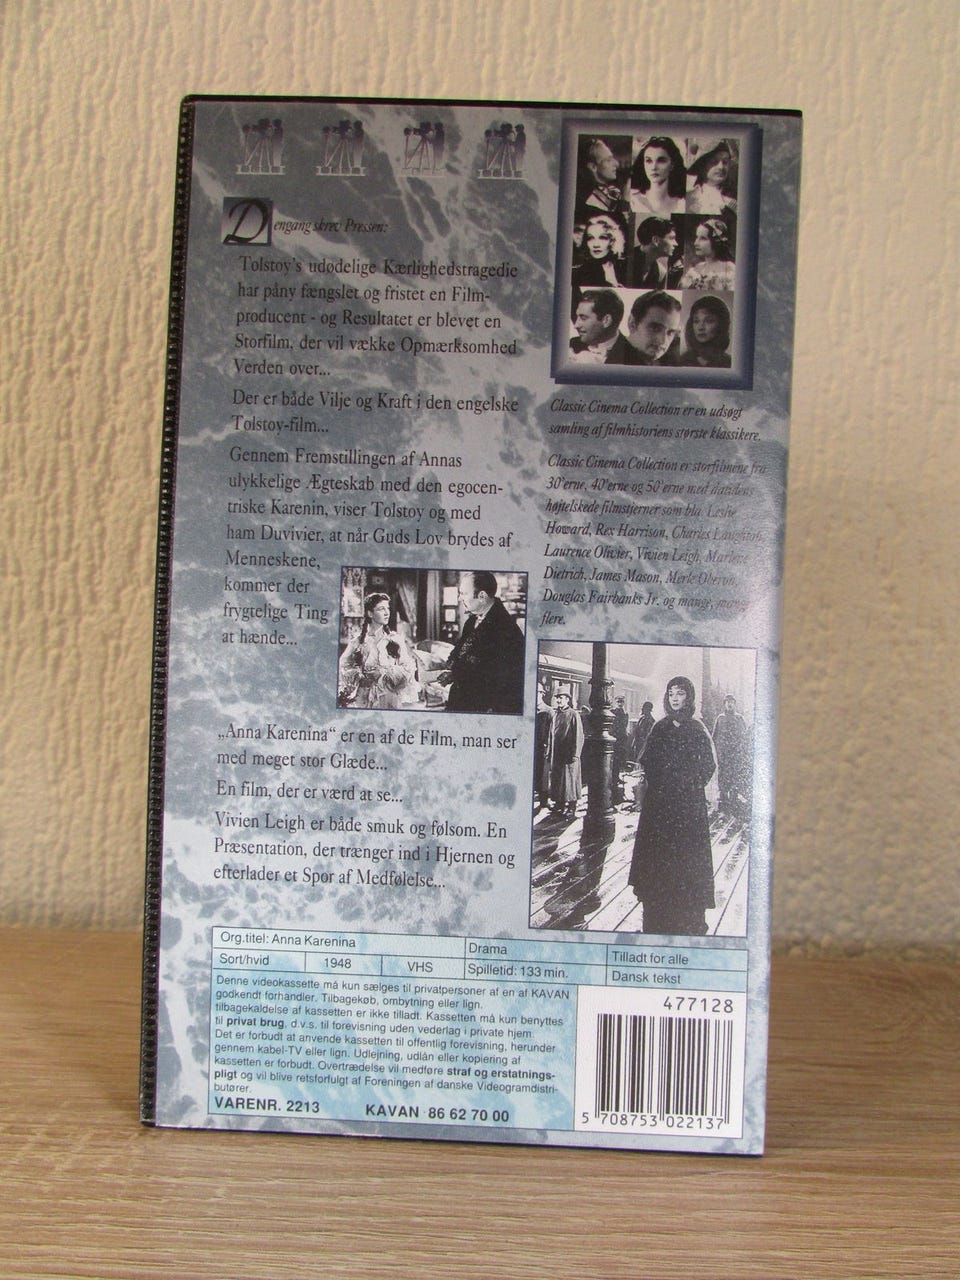 Dengang skrev Pressen:
Tolstoy's udødelige Kærlighedstragedie
har påny fængslet og fristet en Film-
producent - og Resultatet er blevet en
Storfilm, der vil vække Opmærksomhed
Verden over...
Der er både Vilje og Kraft i den engelske
Tolstoy-film...
Gennem Fremstillingen af Annas
ulykkelige Ægteskab med den egocen-
triske Karenin, viser Tolstoy og med
ham Duvivier, at når Guds Lov brydes af
Menneskene,
kommer der
frygtelige Ting
at hænde...
„Anna Karenina“ er en af de Film, man ser
med meget stor Glæde...
En film, der er værd at se...
Vivien Leigh er både smuk og følsom. En
Præsentation, der trænger ind i Hjernen og
efterlader et Spor af Medfølelse...
Classic Cinema Collection er en udsøgt
samling af filmhistoriens største klassikere.
Classic Cinema Collection er storfilmene fra
30'erne, 40'erne og 50'erne med datidens
højtelskede filmstjerner som bla. Leslie
Howard, Rex Harrison, Charles Laughton,
Laurence Olivier, Vivien Leigh, Marlene
Dietrich, James Mason, Merle Oberon,
Douglas Fairbanks Jr. og mange, mange
flere.
Org.titel: Anna Karenina Drama Tilladt for alle
Sort/hvid 1948 VHS Spilletid: 133 min. Dansk tekst
Denne videokassette må kun sælges til privatpersoner af en af KAVAN
godkendt forhandler. Tilbagekøb, ombytning eller lign.
tilbagekaldelse af kassetten er ikke tilladt. Kassetten må kun benyttes
til privat brug, d.v.s. til forevisning uden vederlag i private hjem.
Det er forbudt at anvende kassetten til offentlig forevisning, herunder
gennem kabel-TV eller lign. Udlejning, udlån eller kopiering af
kassetten er forbudt. Overtrædelse vil medføre straf og erstatnings-
pligt og vil blive retsforfulgt af Foreningen af danske Videogramdistri-
butører.
VARENR. 2213 KAVAN 86 62 70 00
477128
5 708753 022137